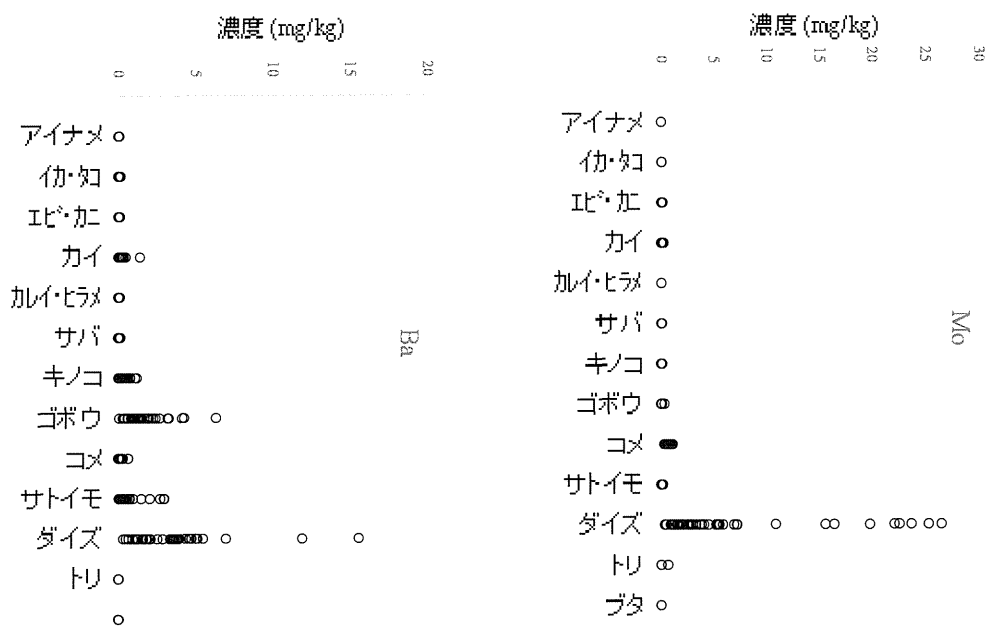 濃度 (mg/kg)
0 5 10 15 20
アイナメ
イカ・タコ
エビ・カニ
カイ
カレイ・ヒラメ
サバ
キノコ
ゴボウ
コメ
サトイモ
ダイズ
トリ
Ba
濃度 (mg/kg)
0 5 10 15 20 25 30
アイナメ
イカ・タコ
エビ・カニ
カイ
カレイ・ヒラメ
サバ
キノコ
ゴボウ
コメ
サトイモ
ダイズ
トリ
ブタ
Mo